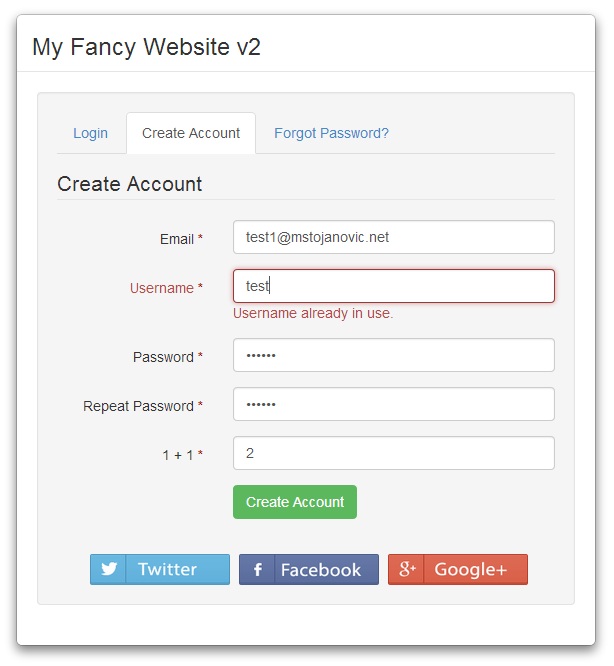 My Fancy Website v2
Login Create Account Forgot Password?
Create Account
Email * test1@mstojanovic.net
Username * test
Username already in use.
Password * ••••••
Repeat Password * ••••••
1 + 1 * 2
Create Account
Twitter Facebook Google+